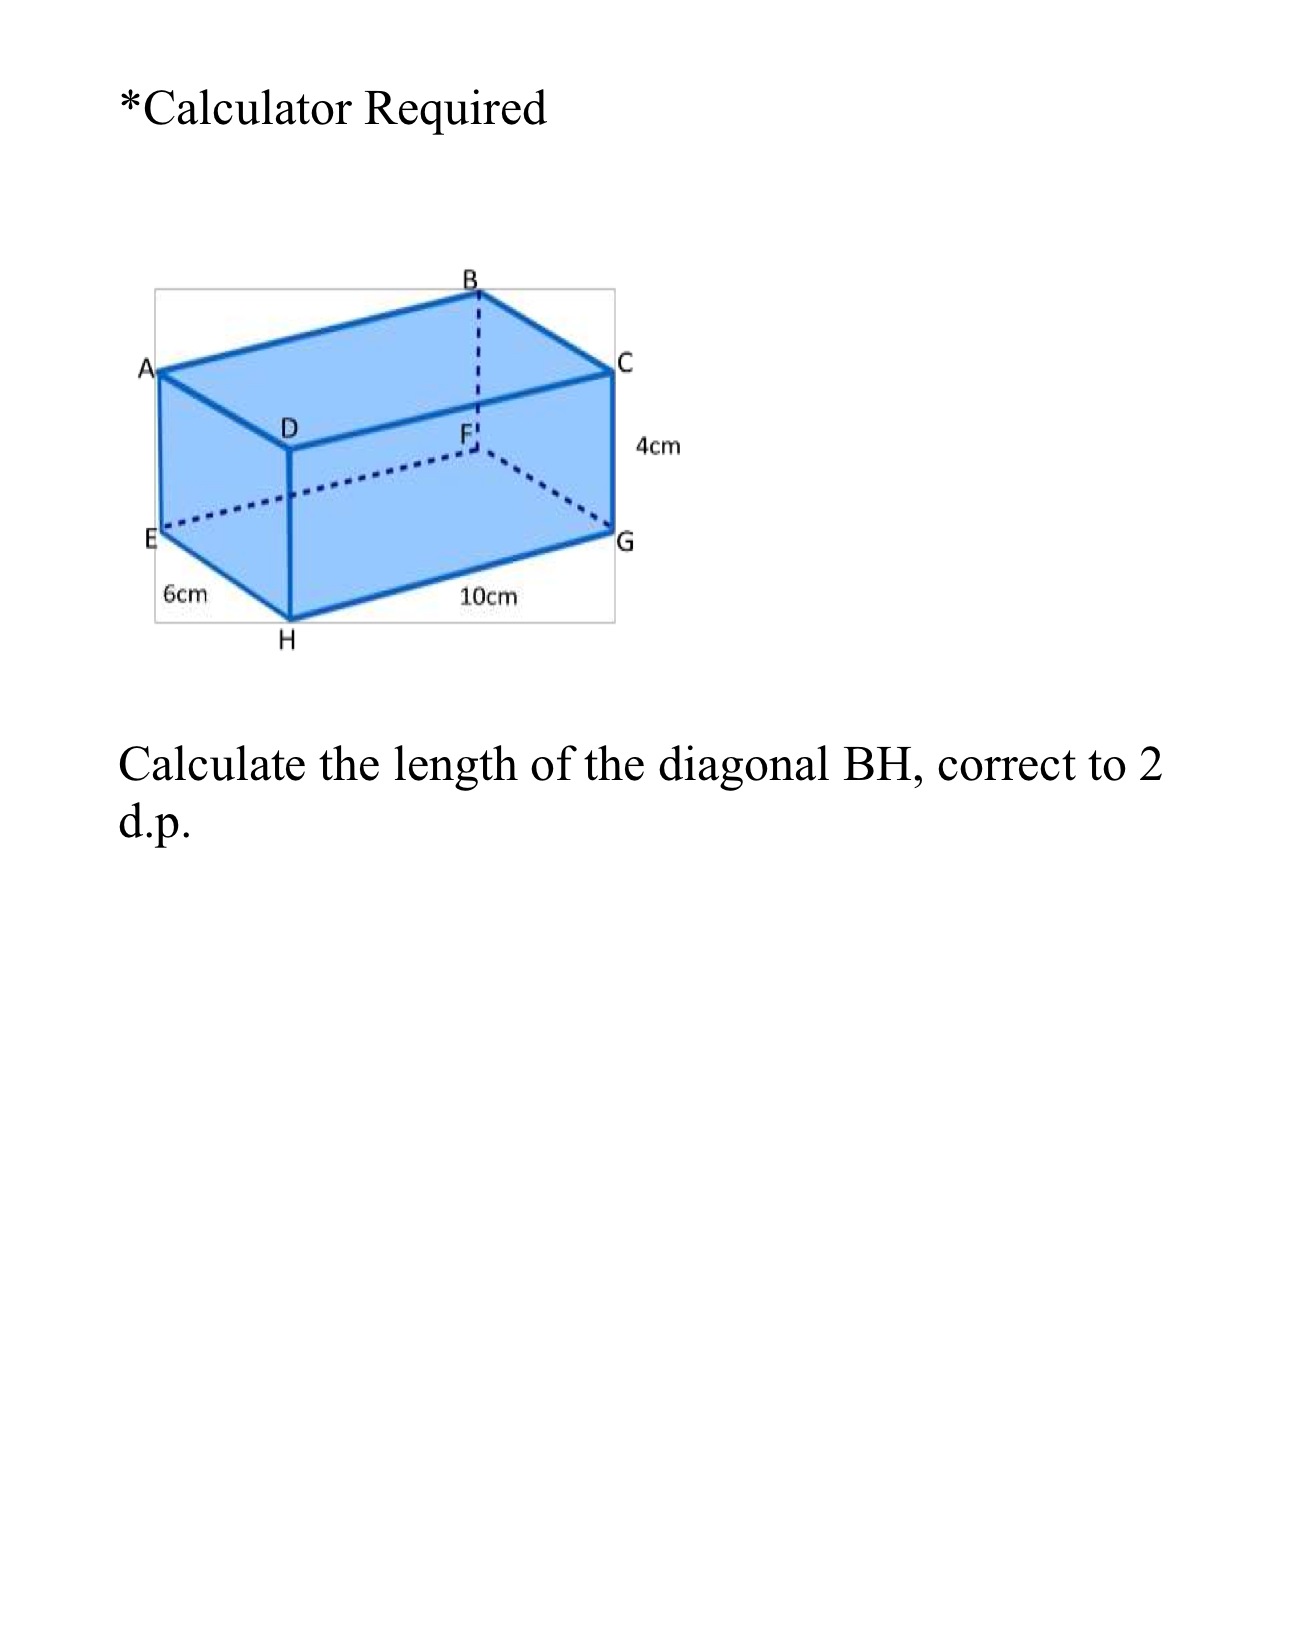 *Calculator Required
B
A
C
D
F
4cm
E
G
6cm
10cm
H
Calculate the length of the diagonal BH, correct to 2
d.p.